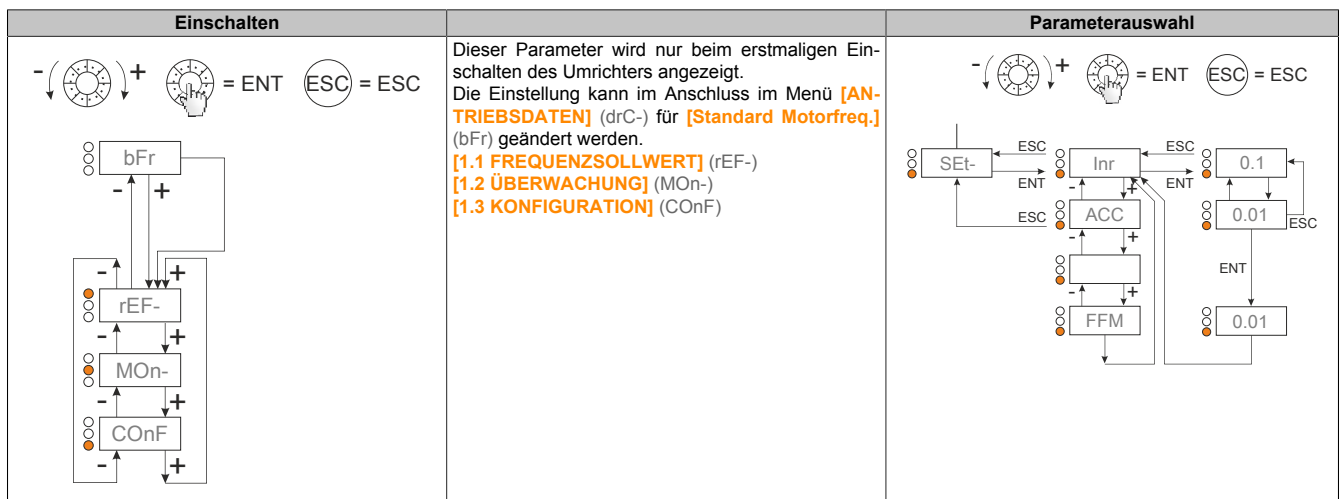 Einschalten
Parameterauswahl
- + = ENT ESC = ESC
bFr
- +
- +
rEF-
- +
MOn-
- +
COnF
- +
Dieser Parameter wird nur beim erstmaligen Ein-
schalten des Umrichters angezeigt.
Die Einstellung kann im Anschluss im Menü [AN-
TRIEBSDATEN] (drC-) für [Standard Motorfreq.]
(bFr) geändert werden.
[1.1 FREQUENZSOLLWERT] (rEF-)
[1.2 ÜBERWACHUNG] (MOn-)
[1.3 KONFIGURATION] (COnF)
- + = ENT ESC = ESC
SEt- ESC Inr ESC 0.1
ENT - + ENT
ESC ACC 0.01 ESC
- +
ENT
- +
FFM 0.01